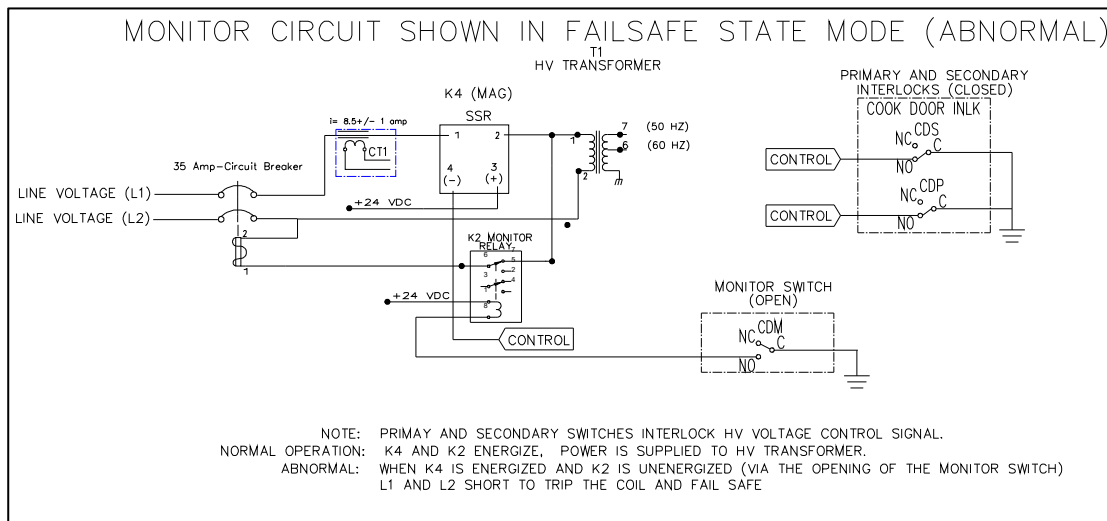 MONITOR CIRCUIT SHOWN IN FAILSAFE STATE MODE (ABNORMAL)
T1
HV TRANSFORMER
K4 (MAG)
SSR
i= 8.5+/- 1 amp
CT1
1
2
4
(-)
3
(+)
1
2
7
(50 HZ)
6
(60 HZ)
35 Amp-Circuit Breaker
LINE VOLTAGE (L1)
LINE VOLTAGE (L2)
2
1
+24 VDC
K2 MONITOR
RELAY
7
6
5
3
2
4
1
8
+24 VDC
CONTROL
PRIMARY AND SECONDARY
INTERLOCKS (CLOSED)
COOK DOOR INLK
CDS
NC
C
NO
CONTROL
CDP
NC
C
NO
CONTROL
MONITOR SWITCH
(OPEN)
CDM
NC
C
NO
NOTE: PRIMAY AND SECONDARY SWITCHES INTERLOCK HV VOLTAGE CONTROL SIGNAL.
NORMAL OPERATION: K4 AND K2 ENERGIZE, POWER IS SUPPLIED TO HV TRANSFORMER.
ABNORMAL: WHEN K4 IS ENERGIZED AND K2 IS UNENERGIZED (VIA THE OPENING OF THE MONITOR SWITCH)
L1 AND L2 SHORT TO TRIP THE COIL AND FAIL SAFE